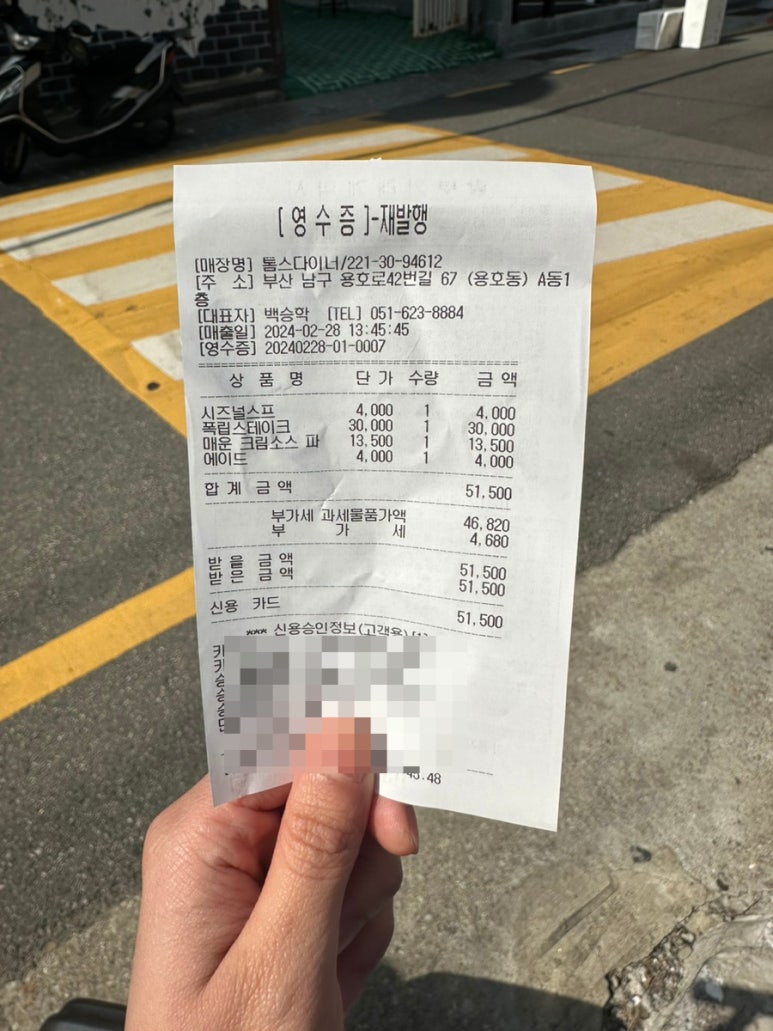 [영수증]-재발행
[매장명] 톰스다이너/221-30-94612
[주 소] 부산 남구 용호로42번길 67 (용호동) A동1
층
[대표자] 백승학 [TEL] 051-623-8884
[매출일] 2024-02-28 13:45:45
[영수증] 20240228-01-0007
상 품 명 단 가 수량 금 액
시즈널스프 4,000 1 4,000
폭립스테이크 30,000 1 30,000
매운 크림소스 파 13,500 1 13,500
에이드 4,000 1 4,000
합 계 금 액 51,500
부가세 과세물품가액 46,820
부 가 세 4,680
받 을 금 액 51,500
받 은 금 액 51,500
신용 카드 51,500
*** 신용승인정보(고객용)[1]